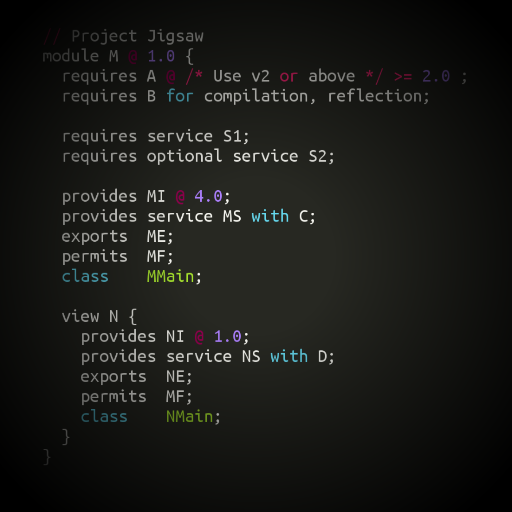 // Project Jigsaw
module M @ 1.0 {
  requires A @ /* Use v2 or above */ >= 2.0 ;
  requires B for compilation, reflection;

  requires service S1;
  requires optional service S2;

  provides MI @ 4.0;
  provides service MS with C;
  exports  ME;
  permits  MF;
  class    MMain;

  view N {
    provides NI @ 1.0;
    provides service NS with D;
    exports  NE;
    permits  MF;
    class    NMain;
  }
}